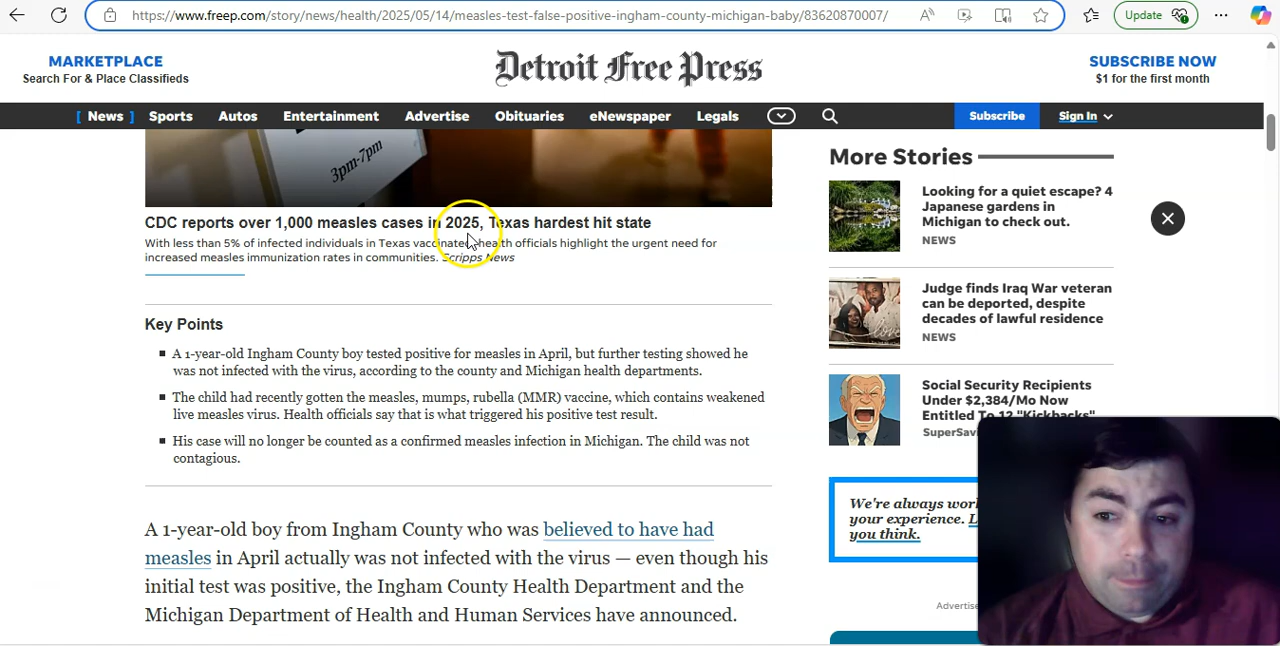 https://www.freep.com/story/news/health/2025/05/14/measles-test-false-positive-ingham-county-michigan-baby/83620870007/
Update
MARKETPLACE
Search For & Place Classifieds
Detroit Free Press
SUBSCRIBE NOW
$1 for the first month
[ News ] Sports Autos Entertainment Advertise Obituaries eNewspaper Legals
Subscribe
Sign In
3pm-7pm
CDC reports over 1,000 measles cases in 2025, Texas hardest hit state
With less than 5% of infected individuals in Texas vaccinated, health officials highlight the urgent need for
increased measles immunization rates in communities. Scripps News
Key Points
A 1-year-old Ingham County boy tested positive for measles in April, but further testing showed he
was not infected with the virus, according to the county and Michigan health departments.
The child had recently gotten the measles, mumps, rubella (MMR) vaccine, which contains weakened
live measles virus. Health officials say that is what triggered his positive test result.
His case will no longer be counted as a confirmed measles infection in Michigan. The child was not
contagious.
A 1-year-old boy from Ingham County who was believed to have had
measles in April actually was not infected with the virus — even though his
initial test was positive, the Ingham County Health Department and the
Michigan Department of Health and Human Services have announced.
More Stories
Looking for a quiet escape? 4
Japanese gardens in
Michigan to check out.
NEWS
Judge finds Iraq War veteran
can be deported, despite
decades of lawful residence
NEWS
Social Security Recipients
Under $2,384/Mo Now
Entitled To 12 "Kickbacks"
SuperSavi
We're always wor
your experience. L
you think.
Advertise